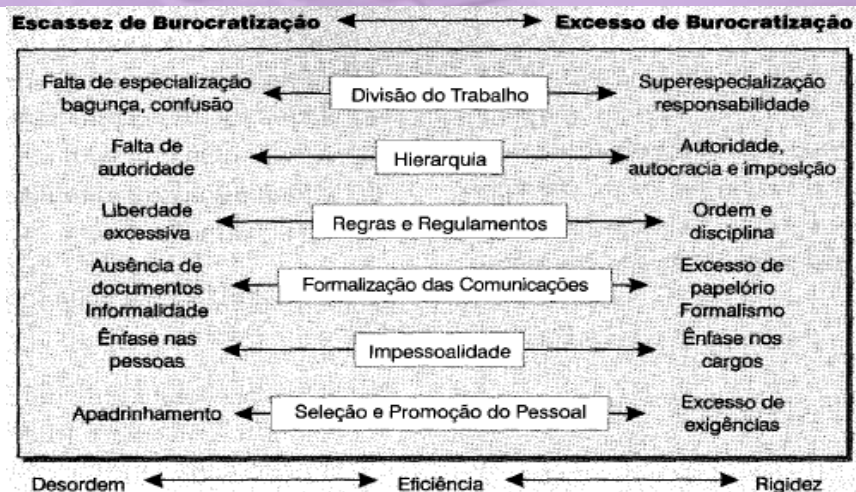 Escassez de Burocratização Excesso de Burocratização
Falta de especialização Superespecialização
bagunça, confusão Divisão do Trabalho responsabilidade
Falta de Autoridade,
autoridade Hierarquia autocracia e imposição
Liberdade Ordem e
excessiva Regras e Regulamentos disciplina
Ausência de Excesso de
documentos Formalização das Comunicações papelório
Informalidade Formalismo
Ênfase nas Ênfase nos
pessoas Impessoalidade cargos
Apadrinhamento Seleção e Promoção do Pessoal Excesso de
exigências
Desordem Eficiência Rigidez